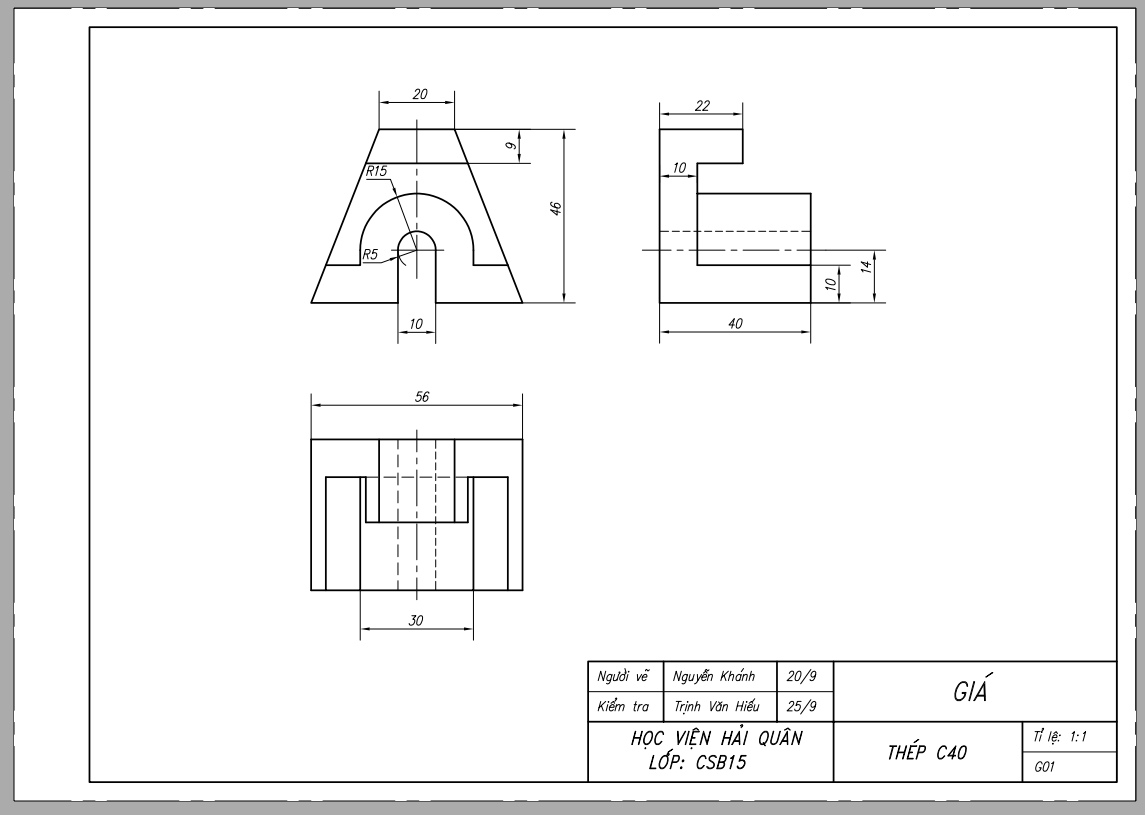 20
22
9
R15
10
46
R5
14
10
10
40
56
30
Người vẽ Nguyễn Khánh 20/9
GIÁ
Kiểm tra Trịnh Văn Hiếu 25/9
HỌC VIỆN HẢI QUÂN
LỚP: CSB15
THÉP C40
Tỉ lệ: 1:1
G01